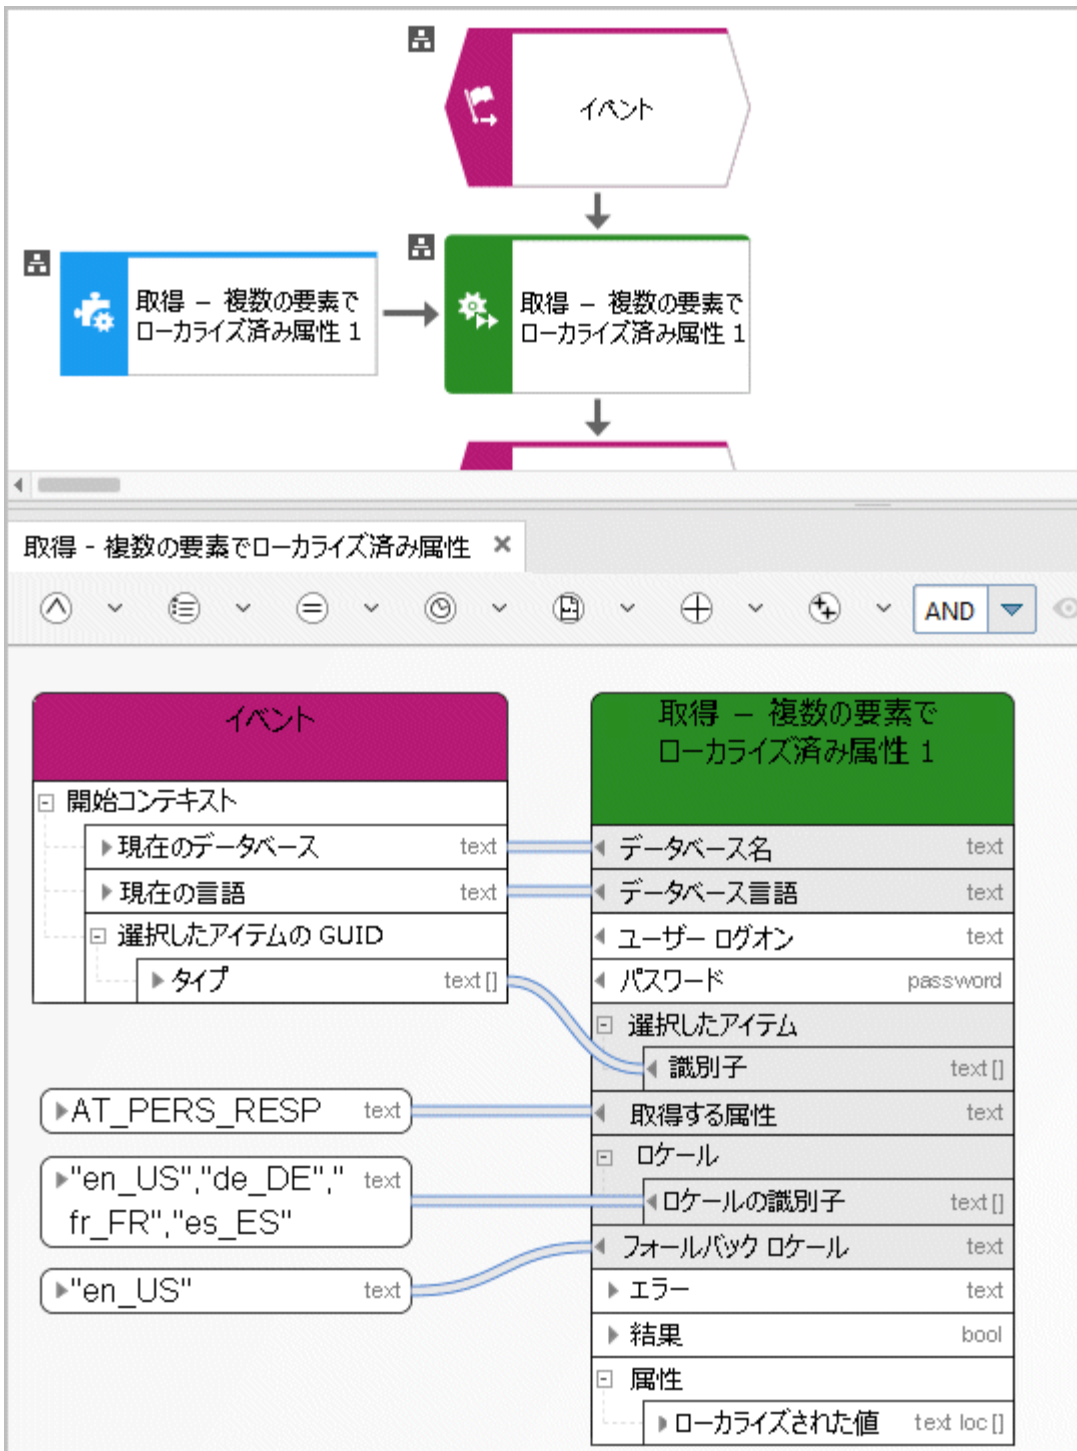 イベント
取得 – 複数の要素で
ローカライズ済み属性 1
取得 – 複数の要素で
ローカライズ済み属性 1
取得 - 複数の要素でローカライズ済み属性
AND
イベント
開始コンテキスト
現在のデータベース text
現在の言語 text
選択したアイテムの GUID
タイプ text[]
AT_PERS_RESP text
"en_US","de_DE"," text
fr_FR","es_ES"
"en_US" text
取得 – 複数の要素で
ローカライズ済み属性 1
データベース名 text
データベース言語 text
ユーザー ログオン text
パスワード password
選択したアイテム
識別子 text[]
取得する属性 text
ロケール
ロケールの識別子 text[]
フォールバック ロケール text
エラー text
結果 bool
属性
ローカライズされた値 text loc[]